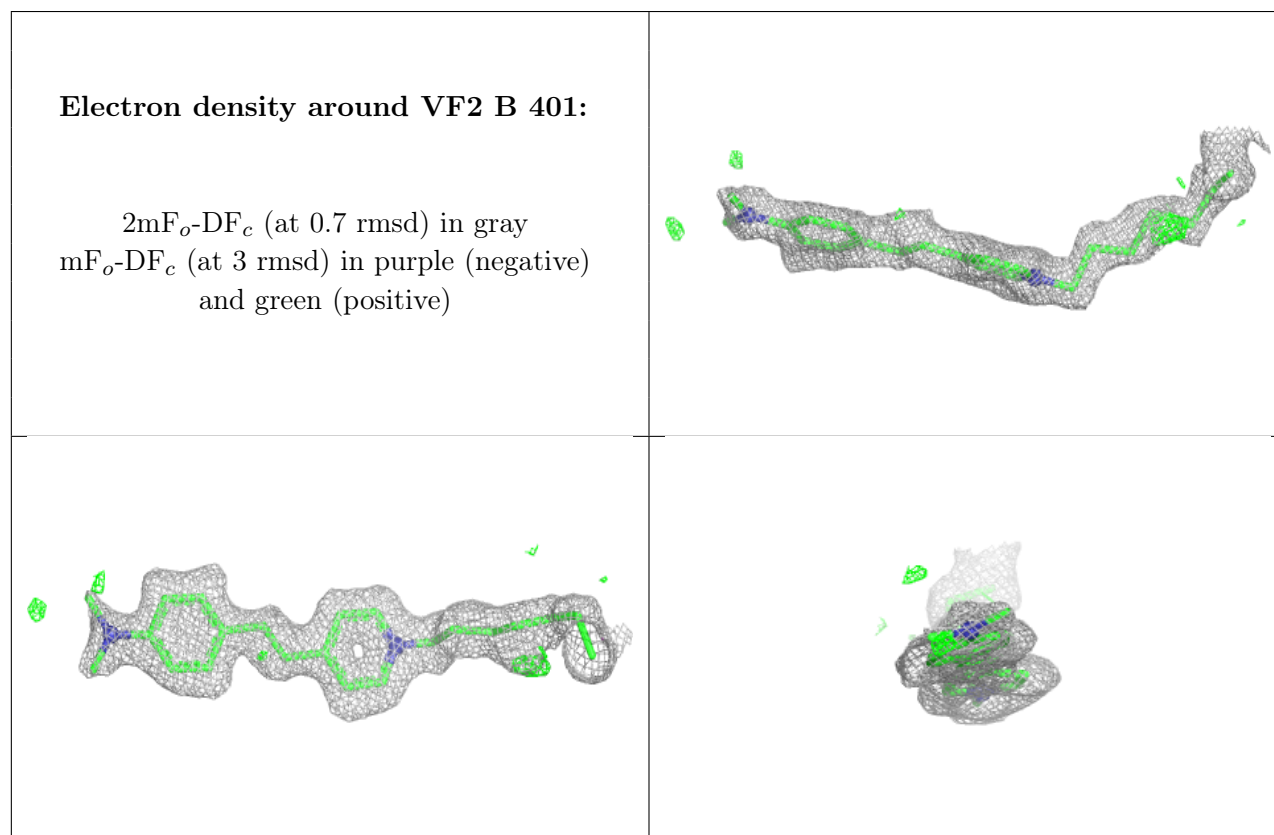 Electron density around VF2 B 401:
2mFo-DFc (at 0.7 rmsd) in gray
mFo-DFc (at 3 rmsd) in purple (negative)
and green (positive)